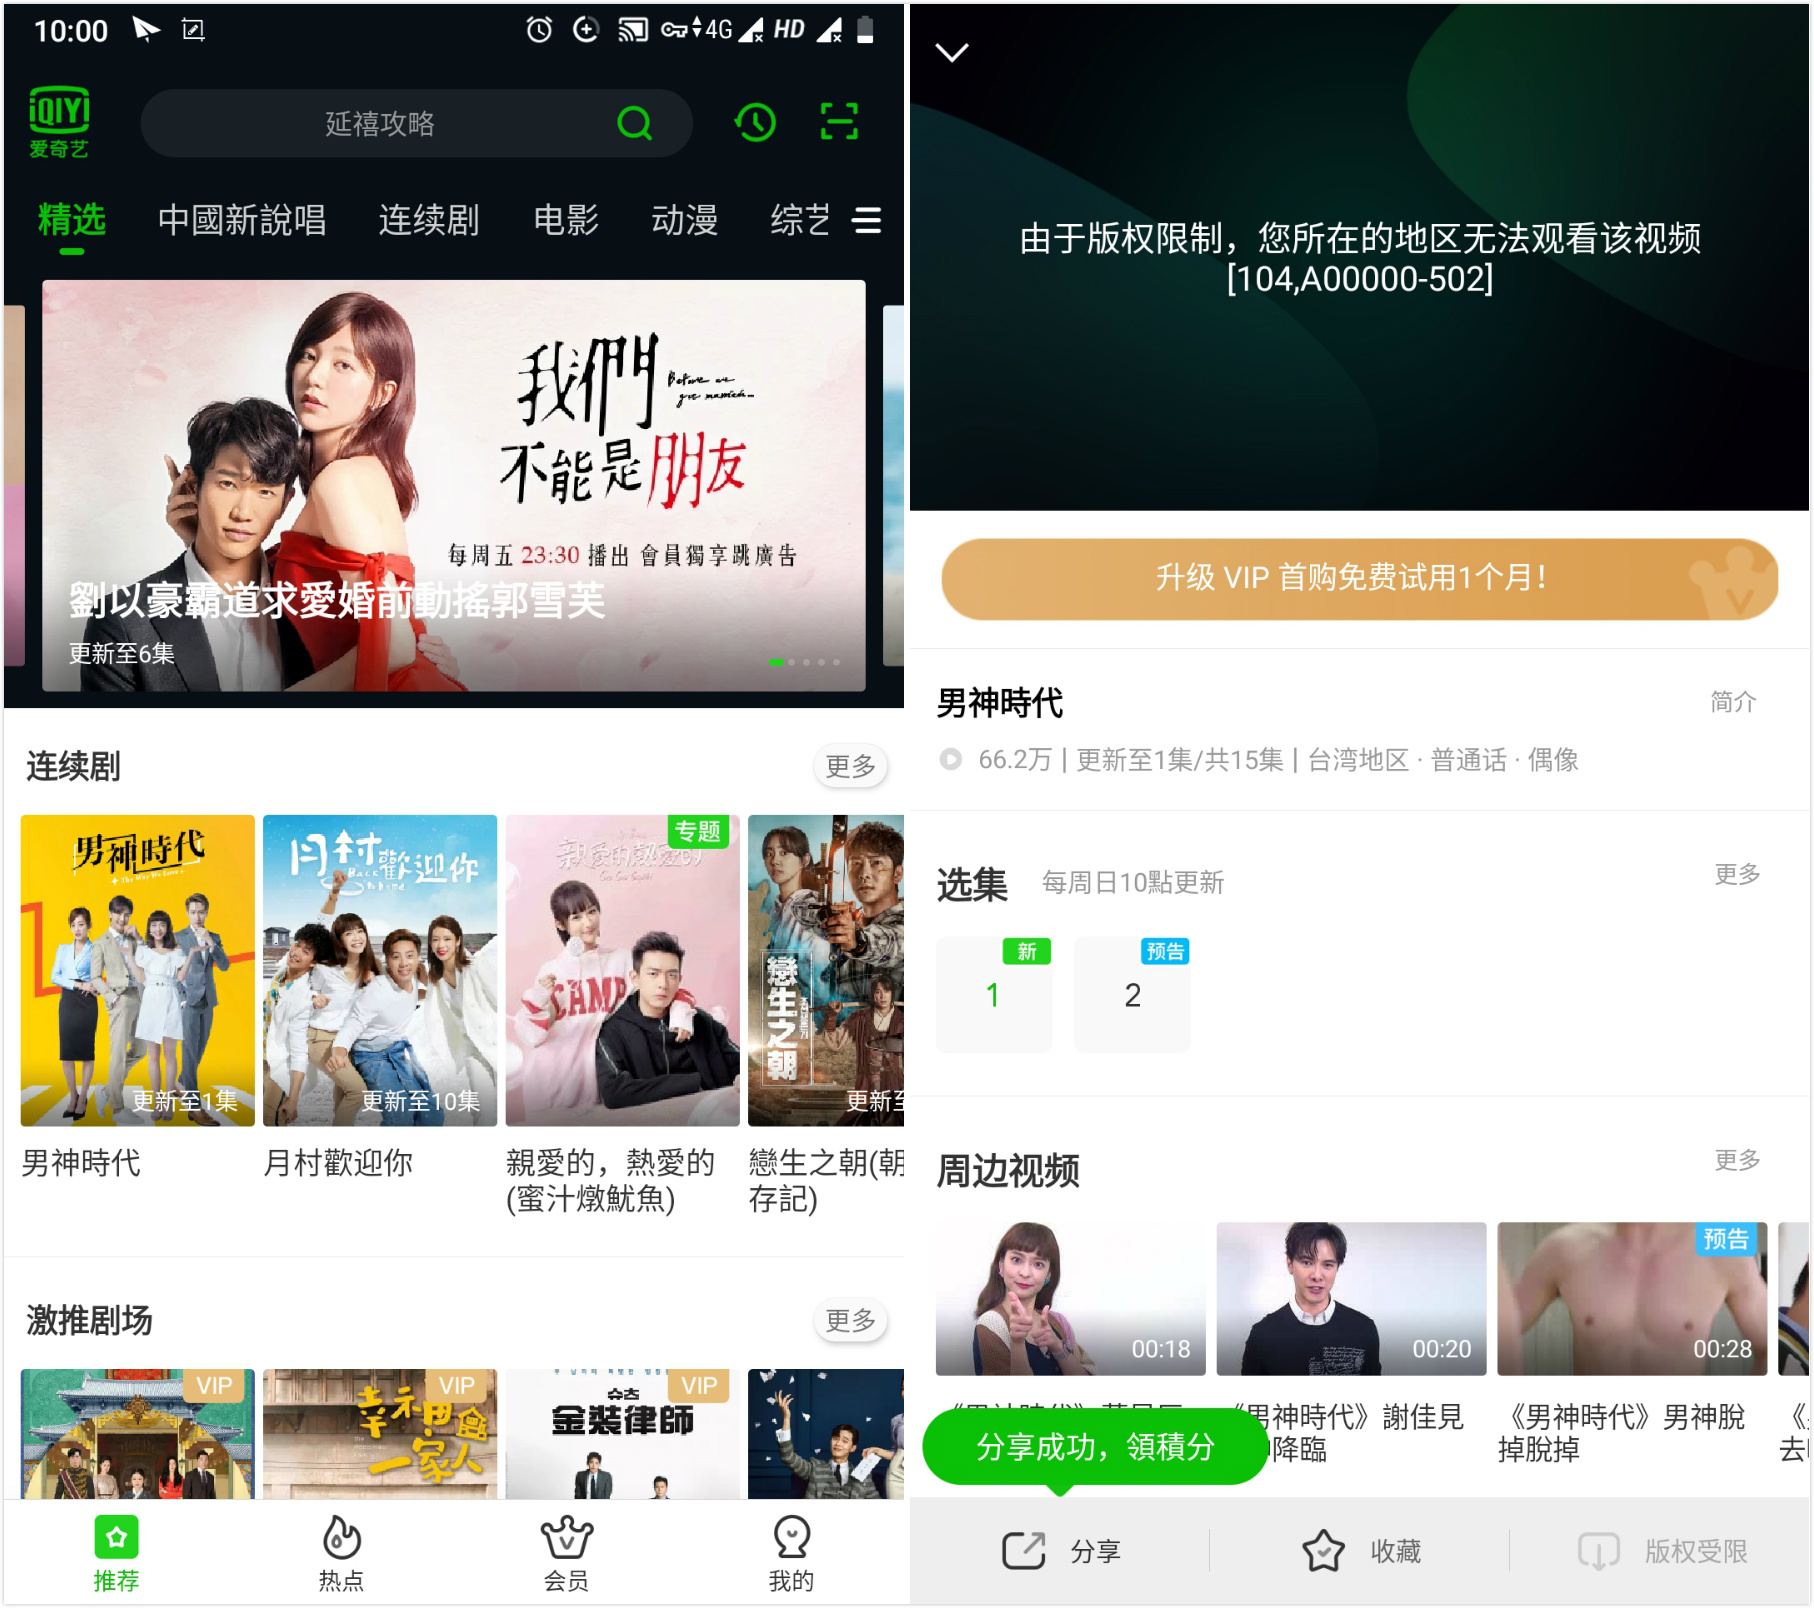 10:00
4G
HD
iQIYI
爱奇艺
延禧攻略
精选
中國新說唱
连续剧
电影
动漫
综艺
我們
Before we
get married...
不能是朋友
每周五 23:30 播出 會員獨享跳廣告
劉以豪霸道求愛婚前動搖郭雪芙
更新至6集
连续剧
更多
男神時代
The Way We Love
更新至1集
月村歡迎你
Back to home
更新至10集
专题
親愛的熱愛的
CAMP
戀生之朝
更新至
男神時代
月村歡迎你
親愛的，熱愛的
(蜜汁燉魷魚)
戀生之朝(朝
存記)
激推剧场
更多
VIP
VIP
幸福會
一家人
VIP
金裝律師
推荐
热点
会员
我的
由于版权限制，您所在的地区无法观看该视频
[104,A00000-502]
升级 VIP 首购免费试用1个月！
男神時代
简介
66.2万 | 更新至1集/共15集 | 台湾地区 · 普通话 · 偶像
选集
每周日10點更新
更多
新
1
预告
2
周边视频
更多
00:18
00:20
预告
00:28
男神時代》謝佳見
降臨
《男神時代》男神脫
掉脫掉
去
分享成功，領積分
分享
收藏
版权受限